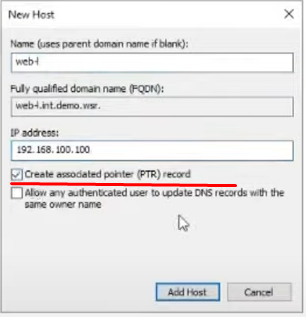 New Host
Name (uses parent domain name if blank):
web-l
Fully qualified domain name (FQDN):
web-l.int.demo.wsr.
IP address:
192.168.100.100
Create associated pointer (PTR) record
Allow any authenticated user to update DNS records with the
same owner name
Add Host
Cancel